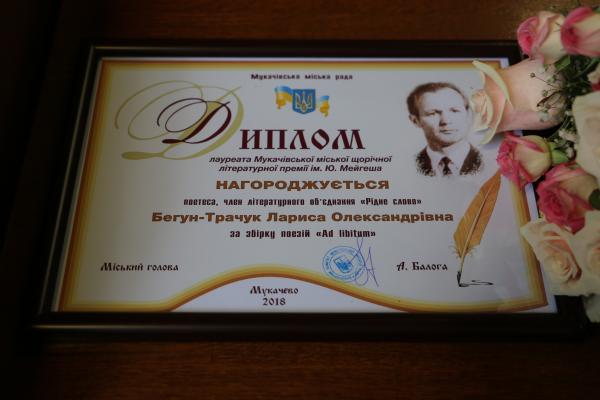 Мукачівська міська рада
Диплом
лауреата Мукачівської міської щорічної
літературної премії ім. Ю. Мейгеша
НАГОРОДЖУЄТЬСЯ
поетеса, член літературного об'єднання «Рідне слово»
Бегун-Трачук Лариса Олександрівна
за збірку поезій «Ad libitum»
Міський голова
А. Балога
Мукачево
2018